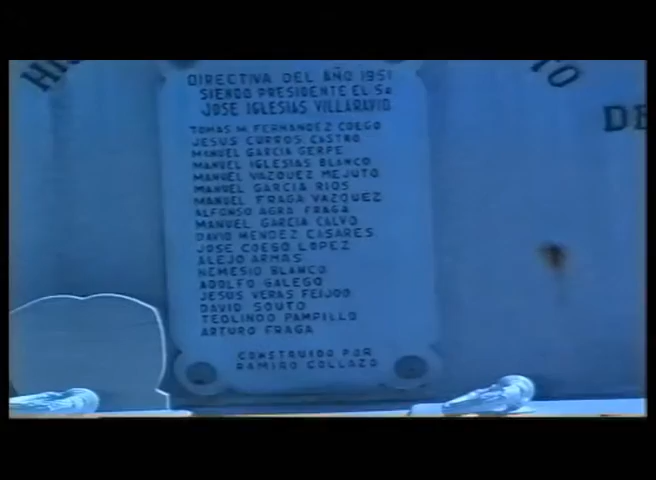 DIRECTIVA DEL AÑO 1951
SIENDO PRESIDENTE EL Sr
JOSE IGLESIAS VILLARAVID
TOMAS M. FERNANDEZ COEGO
JESUS CURROS CASTRO
MANUEL GARCIA GERPE
MANUEL IGLESIAS BLANCO
MANUEL VAZQUEZ MEJUTO
MANUEL GARCIA RIOS
MANUEL FRAGA VAZQUEZ
ALFONSO AGRA FRAGA
MANUEL GARCIA CALVO
DAVID MENDEZ CASARES
JOSE COEGO LOPEZ
ALEJO ARMAS
NEMESIO BLANCO
ADOLFO GALEGO
JESUS VERAS FEIJOO
DAVID SOUTO
TEOLINDO PAMPILLO
ARTURO FRAGA
CONSTRUIDO POR
RAMIRO COLLAZO
TO
DE